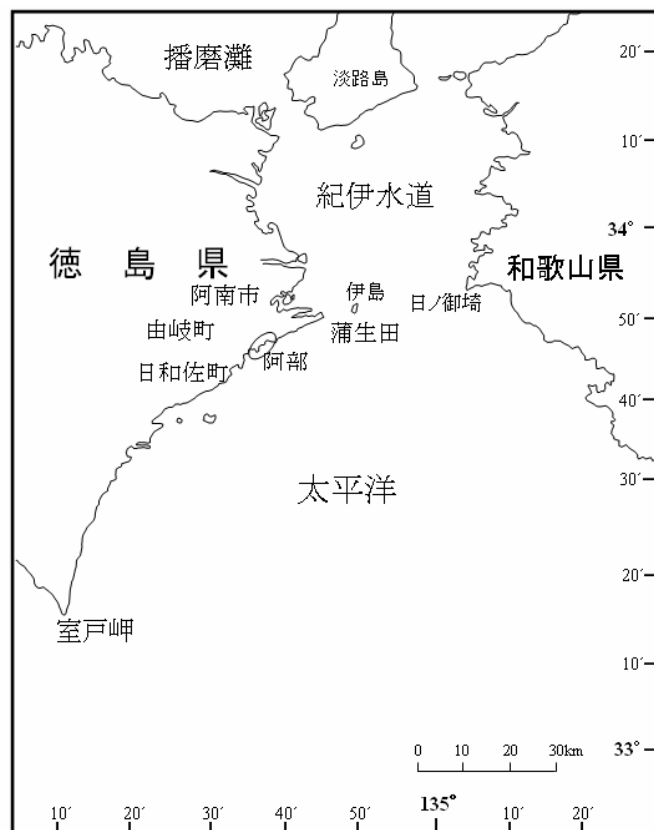 播磨灘
淡路島
20´
10´
紀伊水道
34°
徳島県
和歌山県
阿南市
伊島
日ノ御埼
50´
由岐町
蒲生田
日和佐町
阿部
40´
30´
太平洋
20´
室戸岬
10´
33°
0 10 20 30km
10´ 20´ 30´ 40´ 50´ 135° 10´ 20´